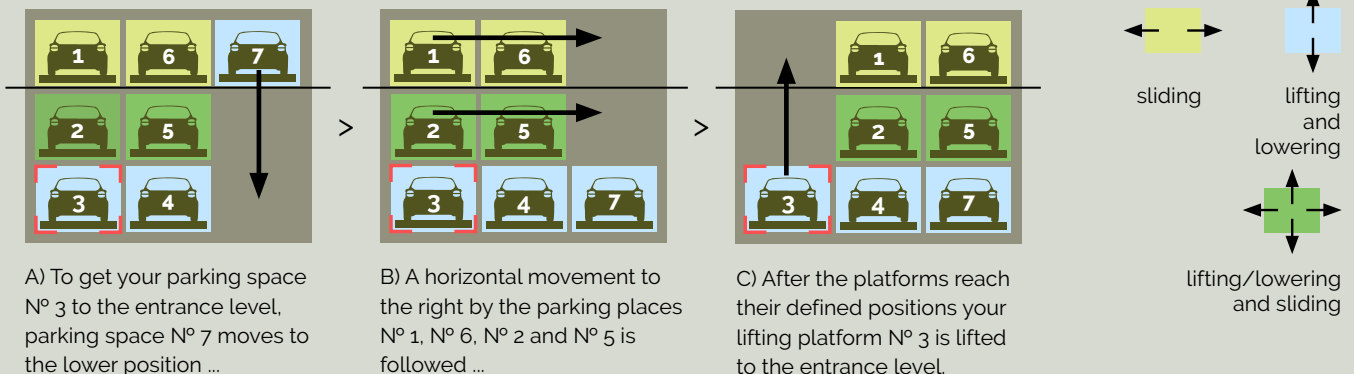 1 6 7
2 5
3 4
>
1 6
2 5
3 4 7
>
1 6
2 5
3 4 7
A) To get your parking space
Nº 3 to the entrance level,
parking space Nº 7 moves to
the lower position ...
B) A horizontal movement to
the right by the parking places
Nº 1, Nº 6, Nº 2 and Nº 5 is
followed ...
C) After the platforms reach
their defined positions your
lifting platform Nº 3 is lifted
to the entrance level.
sliding
lifting
and
lowering
lifting/lowering
and sliding